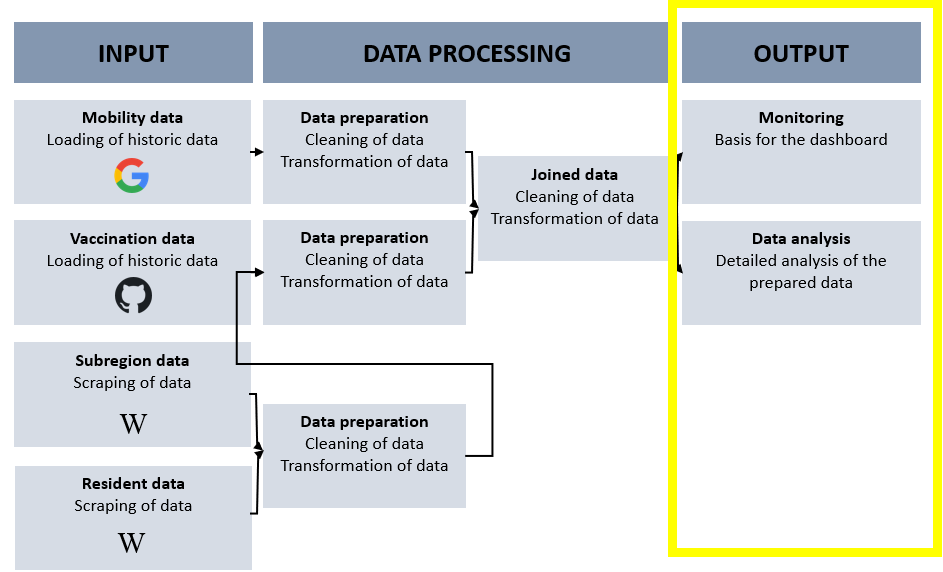 INPUT
DATA PROCESSING
OUTPUT
Mobility data
Loading of historic data
Data preparation
Cleaning of data
Transformation of data
Monitoring
Basis for the dashboard
Joined data
Cleaning of data
Transformation of data
Vaccination data
Loading of historic data
Data preparation
Cleaning of data
Transformation of data
Data analysis
Detailed analysis of the
prepared data
Subregion data
Scraping of data
W
Data preparation
Cleaning of data
Transformation of data
Resident data
Scraping of data
W